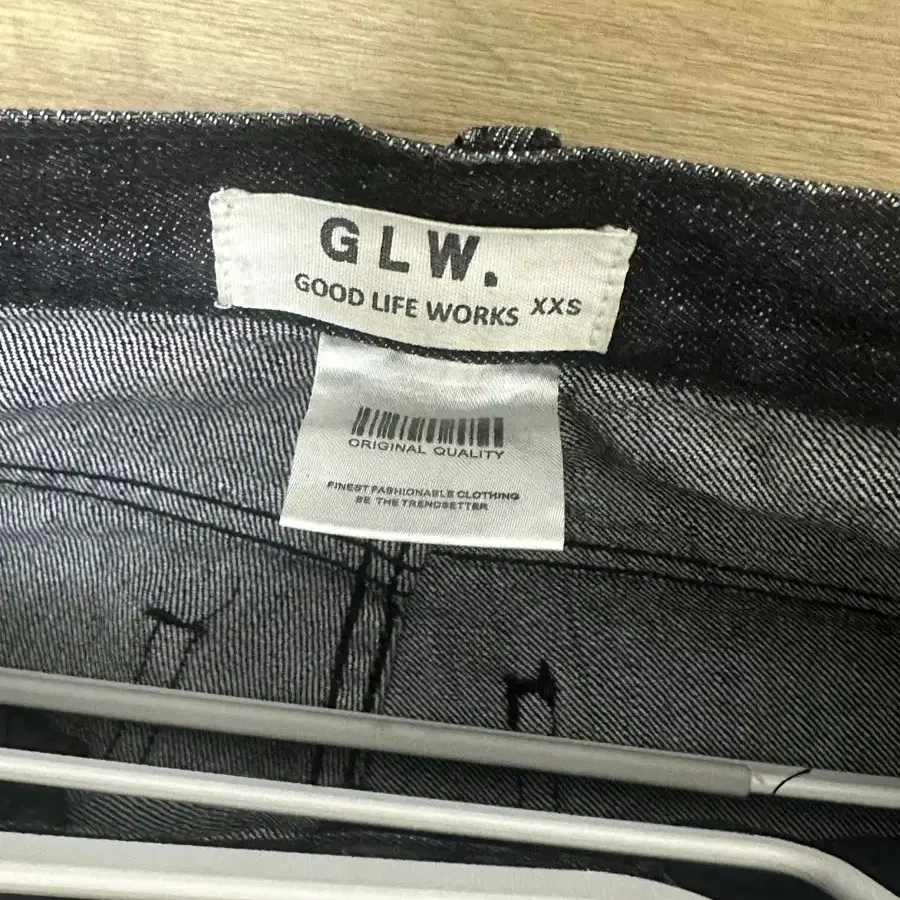 GLW.
GOOD LIFE WORKS XXS
ORIGINAL QUALITY
FINEST FASHIONABLE CLOTHING
BE THE TRENDSETTER